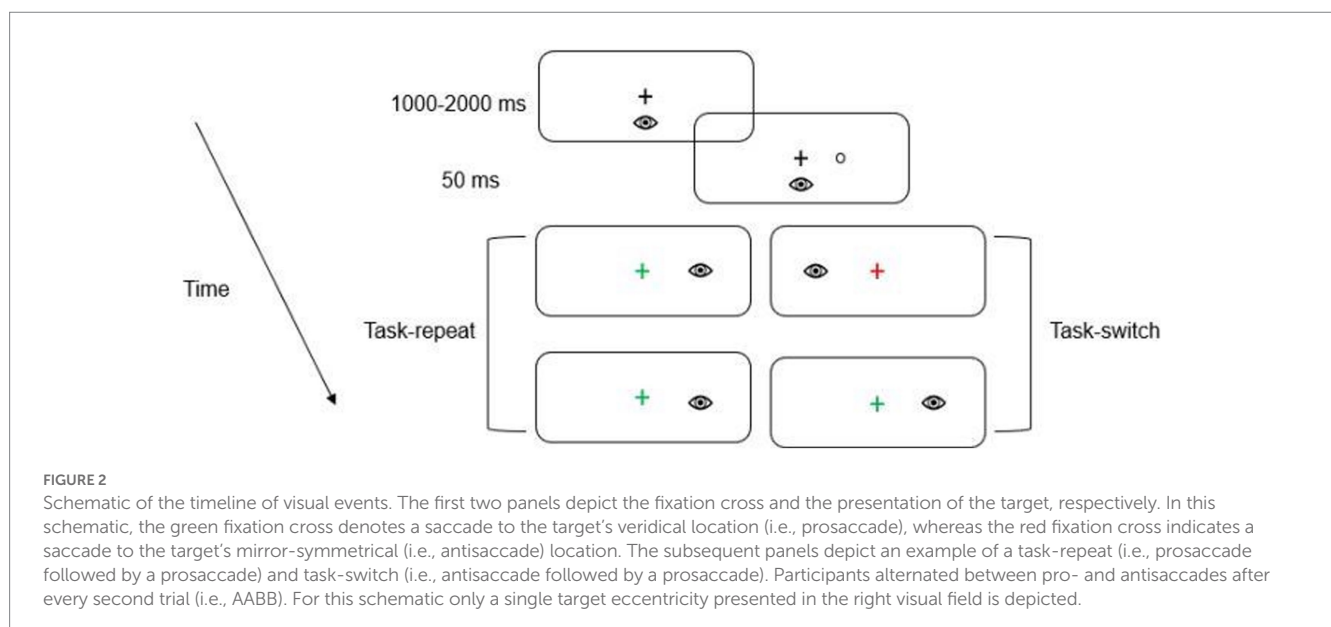 1000-2000 ms
50 ms
Time
Task-repeat
Task-switch
FIGURE 2
Schematic of the timeline of visual events. The first two panels depict the fixation cross and the presentation of the target, respectively. In this
schematic, the green fixation cross denotes a saccade to the target’s veridical location (i.e., prosaccade), whereas the red fixation cross indicates a
saccade to the target’s mirror-symmetrical (i.e., antisaccade) location. The subsequent panels depict an example of a task-repeat (i.e., prosaccade
followed by a prosaccade) and task-switch (i.e., antisaccade followed by a prosaccade). Participants alternated between pro- and antisaccades after
every second trial (i.e., AABB). For this schematic only a single target eccentricity presented in the right visual field is depicted.